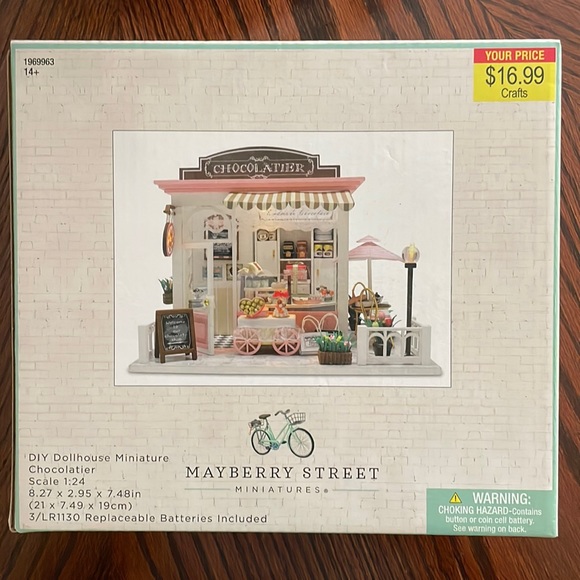 1969963
14+
YOUR PRICE
$16.99
Crafts
CHOCOLATIER
DIY Dollhouse Miniature
Chocolatier
Scale 1:24
8.27 x 2.95 x 7.48in
(21 x 7.49 x 19cm)
3/LR1130 Replaceable Batteries Included
MAYBERRY STREET
MINIATURES®
WARNING:
CHOKING HAZARD-Contains
button or coin cell battery.
See warning on back.